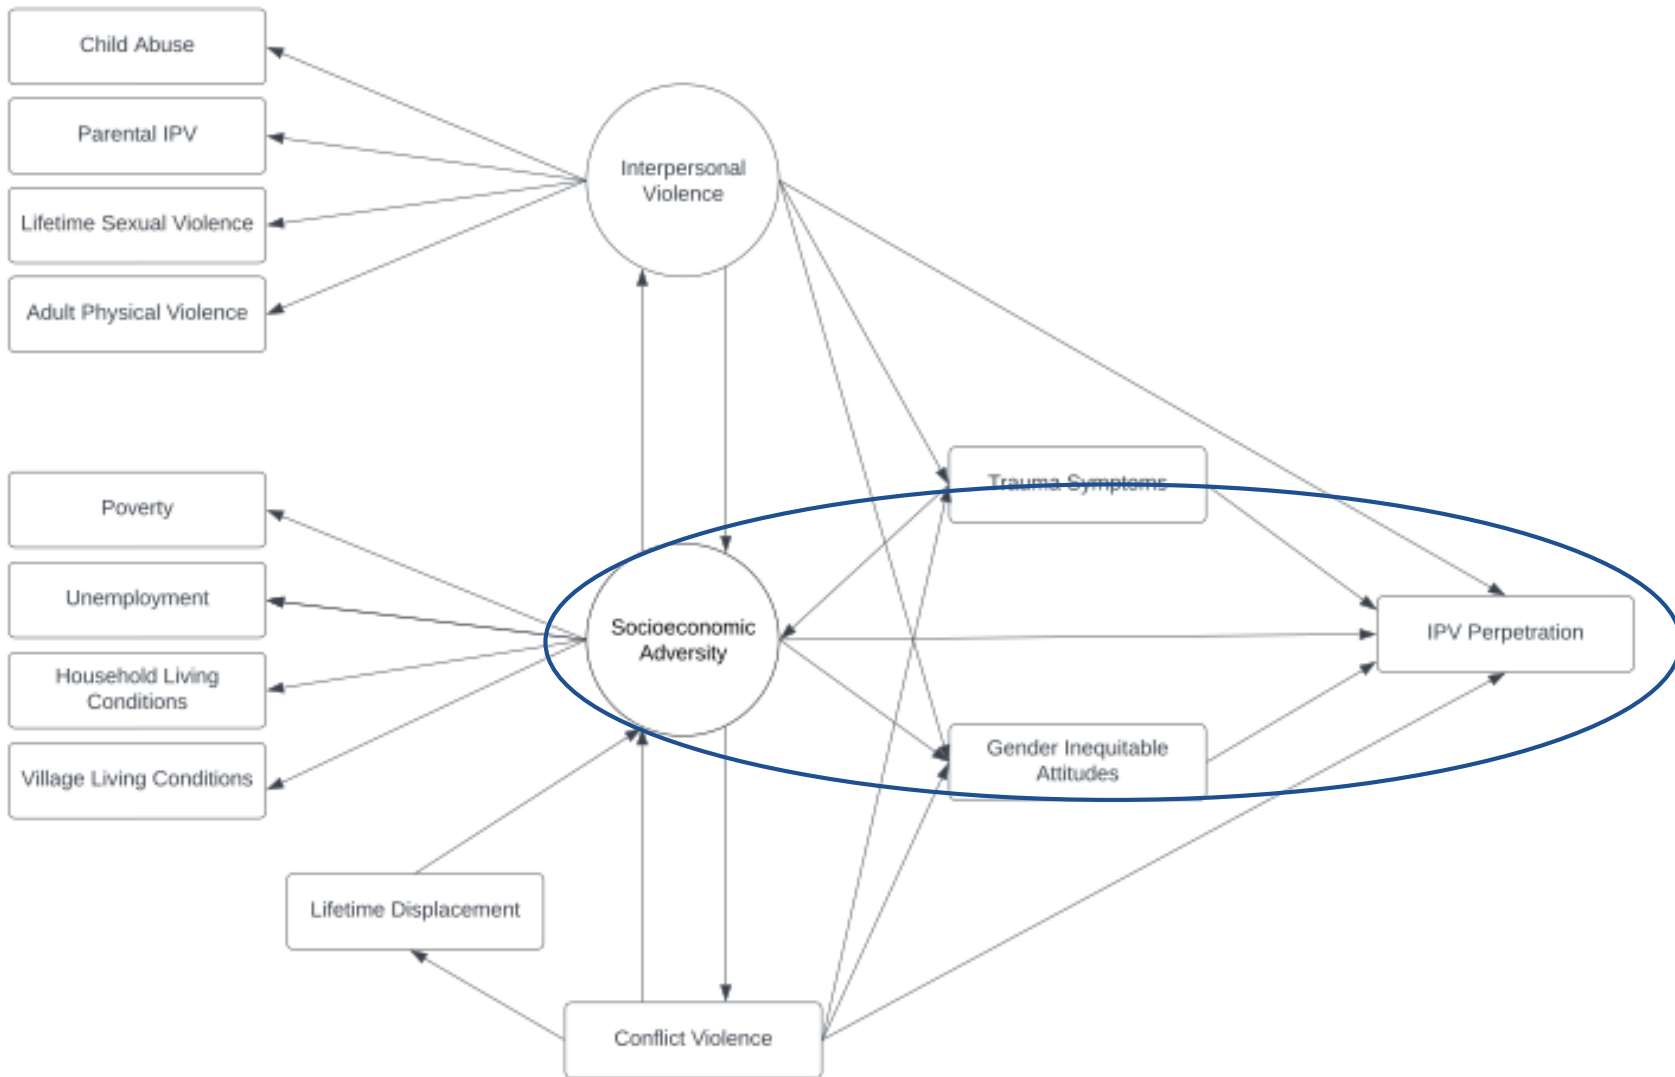 Child Abuse
Parental IPV
Lifetime Sexual Violence
Adult Physical Violence
Interpersonal
Violence
Poverty
Unemployment
Household Living
Conditions
Village Living Conditions
Socioeconomic
Adversity
Trauma Symptoms
Gender Inequitable
Attitudes
IPV Perpetration
Lifetime Displacement
Conflict Violence